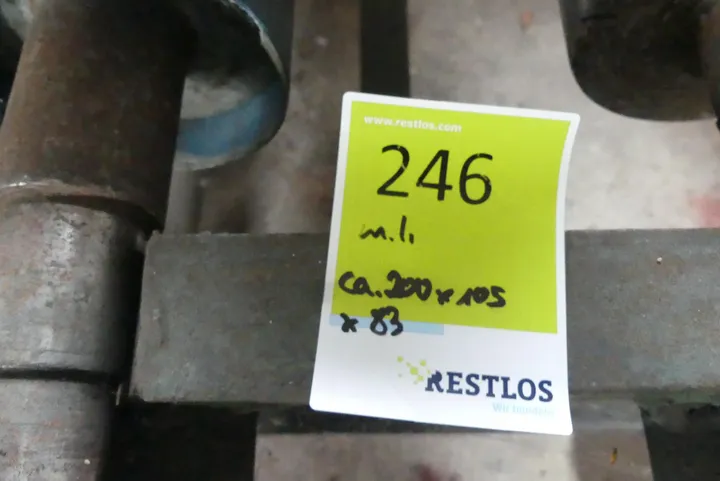 www.restlos.com
246
m.l.
ca. 200 x 105
x 83
RESTLOS